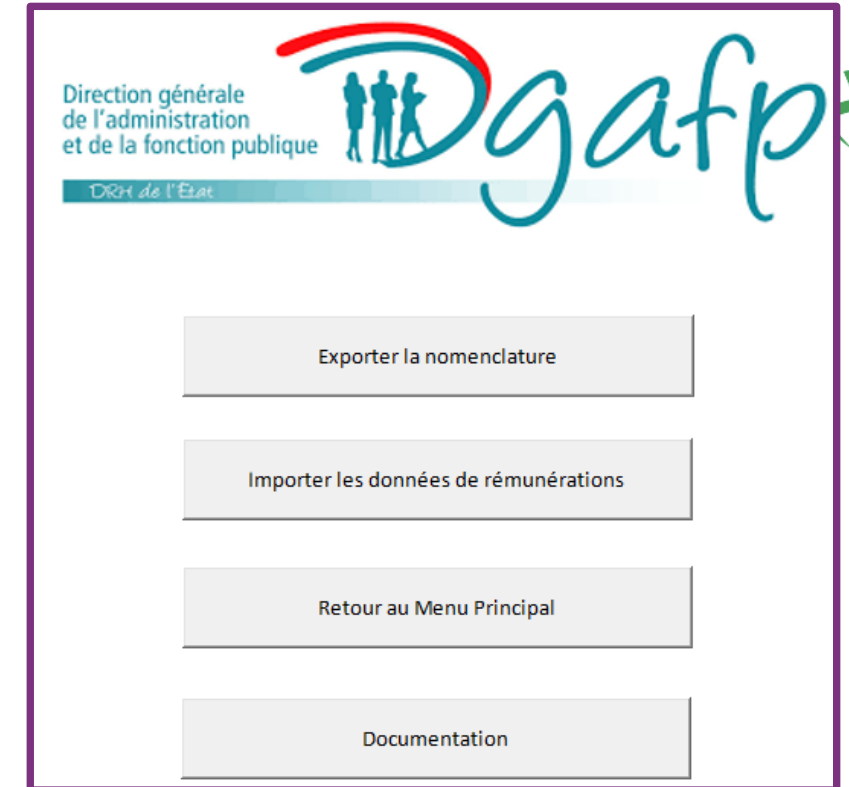 Direction générale
de l'administration
et de la fonction publique
Dgafp
DRH de l'État
Exporter la nomenclature
Importer les données de rémunérations
Retour au Menu Principal
Documentation